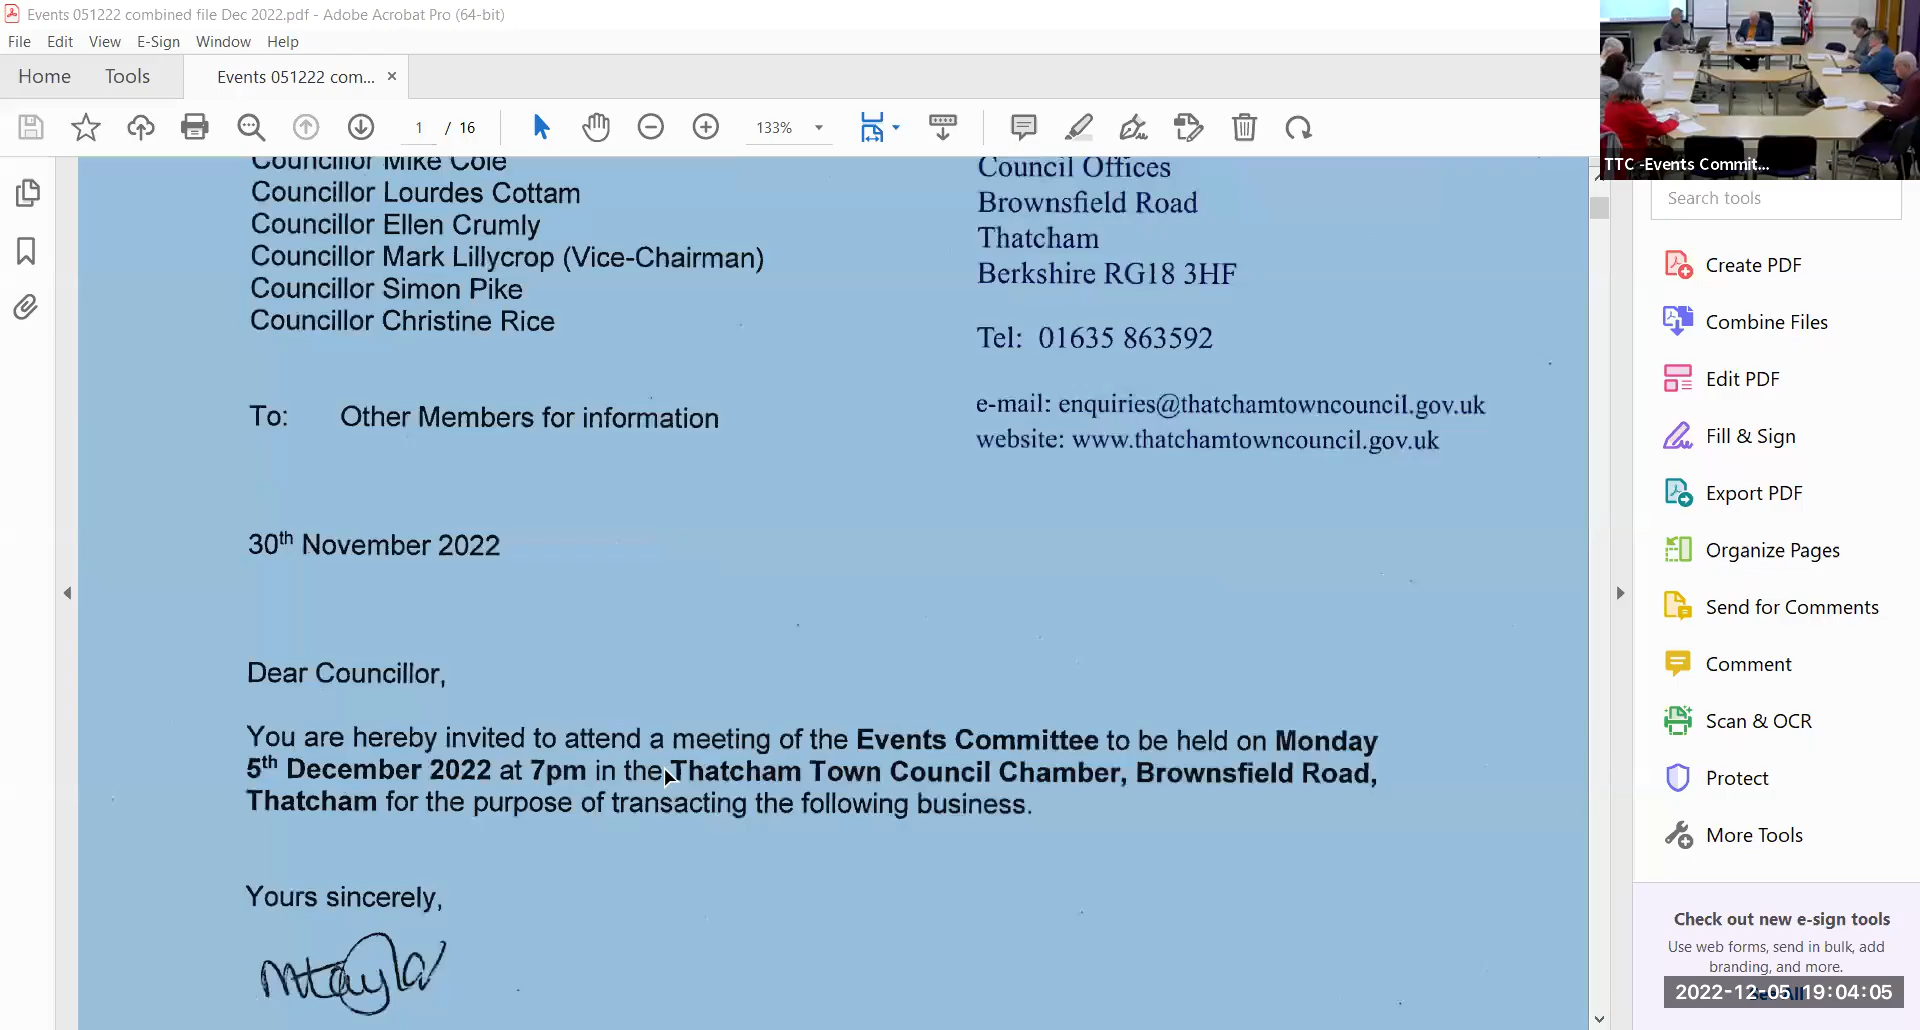 Events 051222 combined file Dec 2022.pdf - Adobe Acrobat Pro (64-bit)
File Edit View E-Sign Window Help
Home Tools Events 051222 com... ×
1 / 16 133%
Councillor Mike Cole
Councillor Lourdes Cottam
Councillor Ellen Crumly
Councillor Mark Lillycrop (Vice-Chairman)
Councillor Simon Pike
Councillor Christine Rice
To: Other Members for information
30th November 2022
Council Offices
Brownsfield Road
Thatcham
Berkshire RG18 3HF
Tel: 01635 863592
e-mail: enquiries@thatchamtowncouncil.gov.uk
website: www.thatchamtowncouncil.gov.uk
Dear Councillor,
You are hereby invited to attend a meeting of the Events Committee to be held on Monday
5th December 2022 at 7pm in the Thatcham Town Council Chamber, Brownsfield Road,
Thatcham for the purpose of transacting the following business.
Yours sincerely,
TTC -Events Commit...
Search tools
Create PDF
Combine Files
Edit PDF
Fill & Sign
Export PDF
Organize Pages
Send for Comments
Comment
Scan & OCR
Protect
More Tools
Check out new e-sign tools
Use web forms, send in bulk, add
branding, and more.
2022-12-05 19:04:05